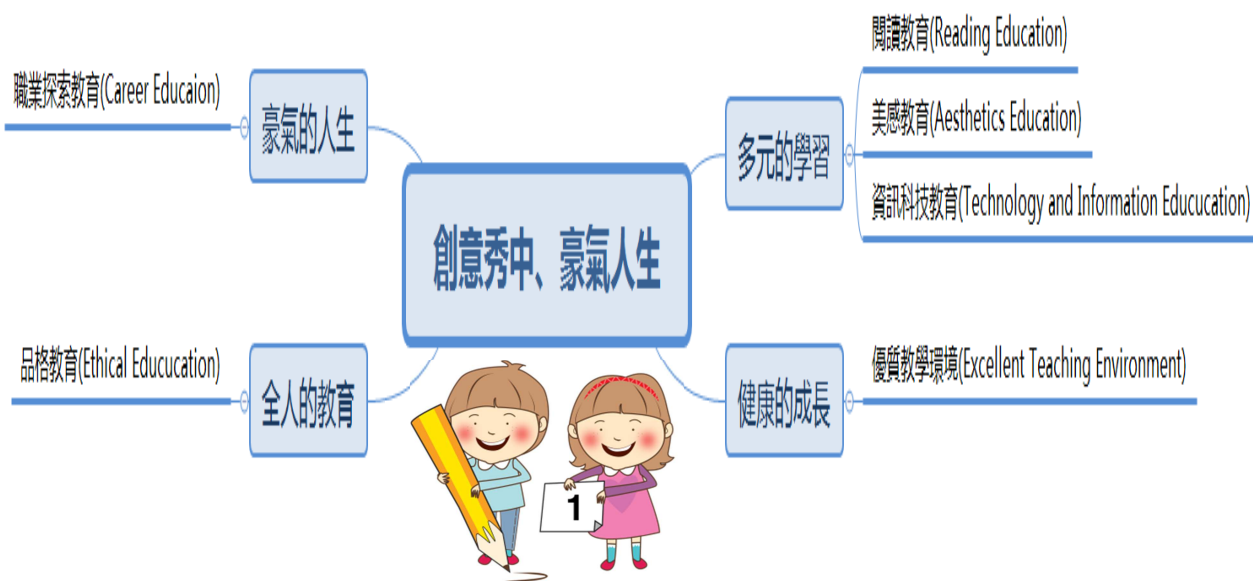 創意秀中、豪氣人生
豪氣的人生
職業探索教育(Career Educaion)
全人的教育
品格教育(Ethical Educucation)
多元的學習
閱讀教育(Reading Education)
美感教育(Aesthetics Education)
資訊科技教育(Technology and Information Educucation)
健康的成長
優質教學環境(Excellent Teaching Environment)
1